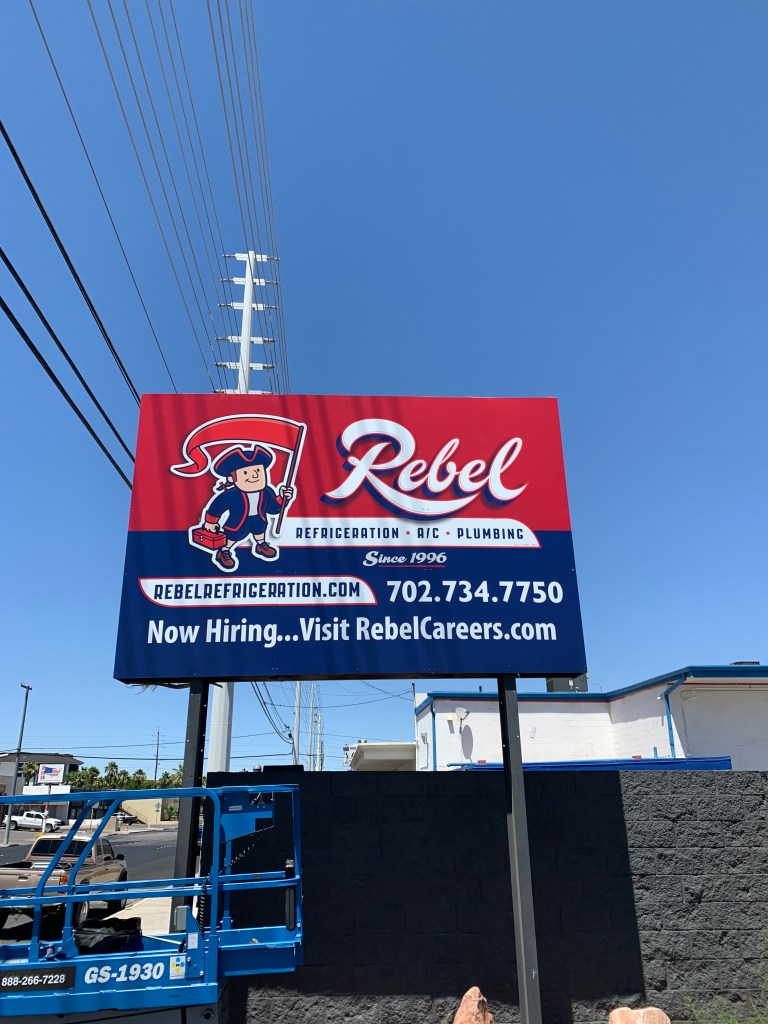 Rebel
REFRIGERATION • A/C • PLUMBING
Since 1996
REBELREFRIGERATION.COM
702.734.7750
Now Hiring...Visit RebelCareers.com
888-266-7228
GS-1930